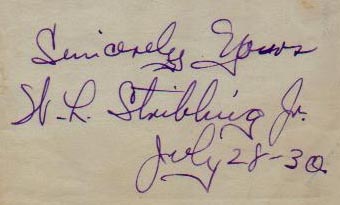 Sincerely Yours
W. L. Stribling Jr.
July 28-30